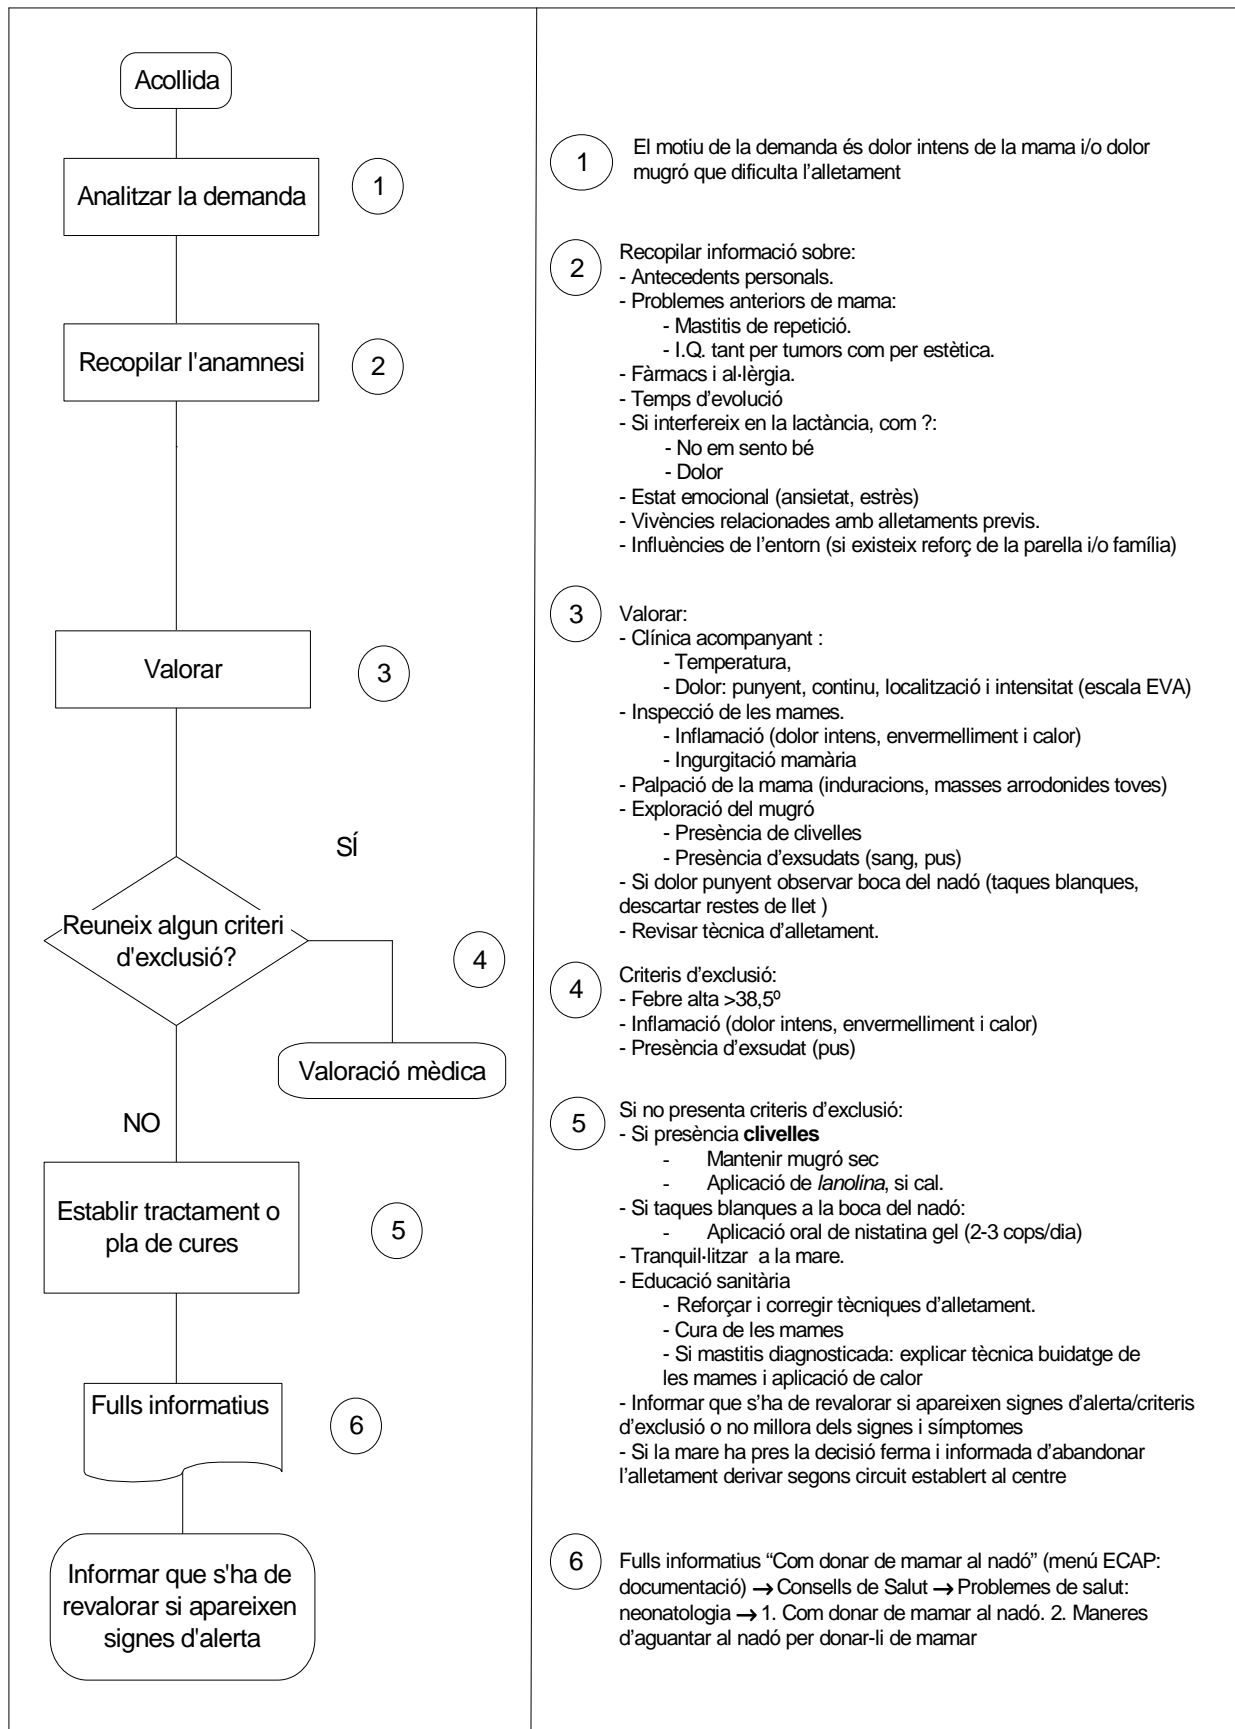 Acollida
Analitzar la demanda
1
Recopilar l'anamnesi
2
Valorar
3
SÍ
Reuneix algun criteri
d'exclusió?
4
Valoració mèdica
NO
Establir tractament o
pla de cures
5
Fulls informatius
6
Informar que s'ha de
revalorar si apareixen
signes d'alerta
1
El motiu de la demanda és dolor intens de la mama i/o dolor
mugró que dificulta l'alletament
2
Recopilar informació sobre:
- Antecedents personals.
- Problemes anteriors de mama:
- Mastitis de repetició.
- I.Q. tant per tumors com per estètica.
- Fàrmacs i al·lèrgia.
- Temps d'evolució
- Si interfereix en la lactància, com ?:
- No em sento bé
- Dolor
- Estat emocional (ansietat, estrès)
- Vivències relacionades amb alletaments previs.
- Influències de l'entorn (si existeix reforç de la parella i/o família)
3
Valorar:
- Clínica acompanyant :
- Temperatura,
- Dolor: punyent, continu, localització i intensitat (escala EVA)
- Inspecció de les mames.
- Inflamació (dolor intens, envermelliment i calor)
- Ingurgitació mamària
- Palpació de la mama (induracions, masses arrodonides toves)
- Exploració del mugró
- Presència de clivelles
- Presència d'exsudats (sang, pus)
- Si dolor punyent observar boca del nadó (taques blanques,
descartar restes de llet )
- Revisar tècnica d'alletament.
4
Criteris d'exclusió:
- Febre alta >38,5º
- Inflamació (dolor intens, envermelliment i calor)
- Presència d'exsudat (pus)
5
Si no presenta criteris d'exclusió:
- Si presència clivelles
- Mantenir mugró sec
- Aplicació de lanolina, si cal.
- Si taques blanques a la boca del nadó:
- Aplicació oral de nistatina gel (2-3 cops/dia)
- Tranquil·litzar a la mare.
- Educació sanitària
- Reforçar i corregir tècniques d'alletament.
- Cura de les mames
- Si mastitis diagnosticada: explicar tècnica buidatge de
les mames i aplicació de calor
- Informar que s'ha de revalorar si apareixen signes d'alerta/criteris
d'exclusió o no millora dels signes i símptomes
- Si la mare ha pres la decisió ferma i informada d'abandonar
l'alletament derivar segons circuit establert al centre
6
Fulls informatius “Com donar de mamar al nadó” (menú ECAP:
documentació) → Consells de Salut → Problemes de salut:
neonatologia → 1. Com donar de mamar al nadó. 2. Maneres
d'aguantar al nadó per donar-li de mamar